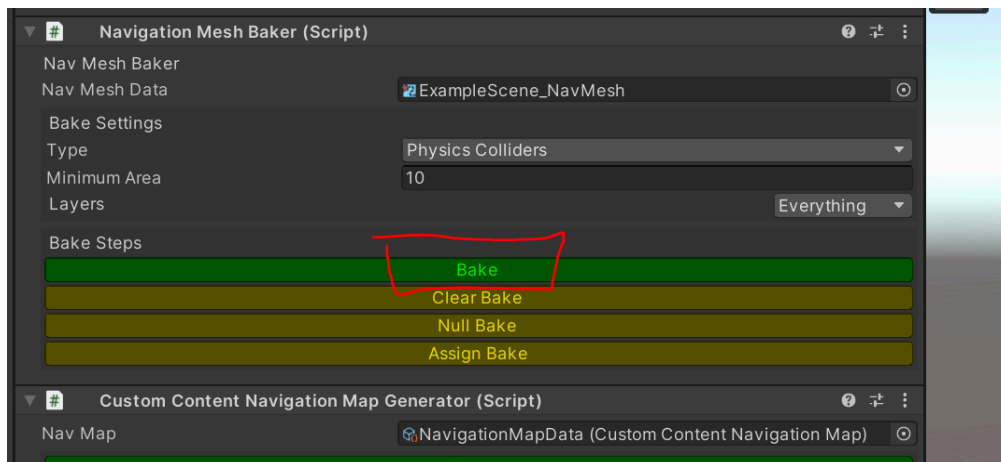 # Navigation Mesh Baker (Script)
Nav Mesh Baker
Nav Mesh Data ExampleScene_NavMesh
Bake Settings
Type Physics Colliders
Minimum Area 10
Layers Everything
Bake Steps
Bake
Clear Bake
Null Bake
Assign Bake
# Custom Content Navigation Map Generator (Script)
Nav Map NavigationMapData (Custom Content Navigation Map)